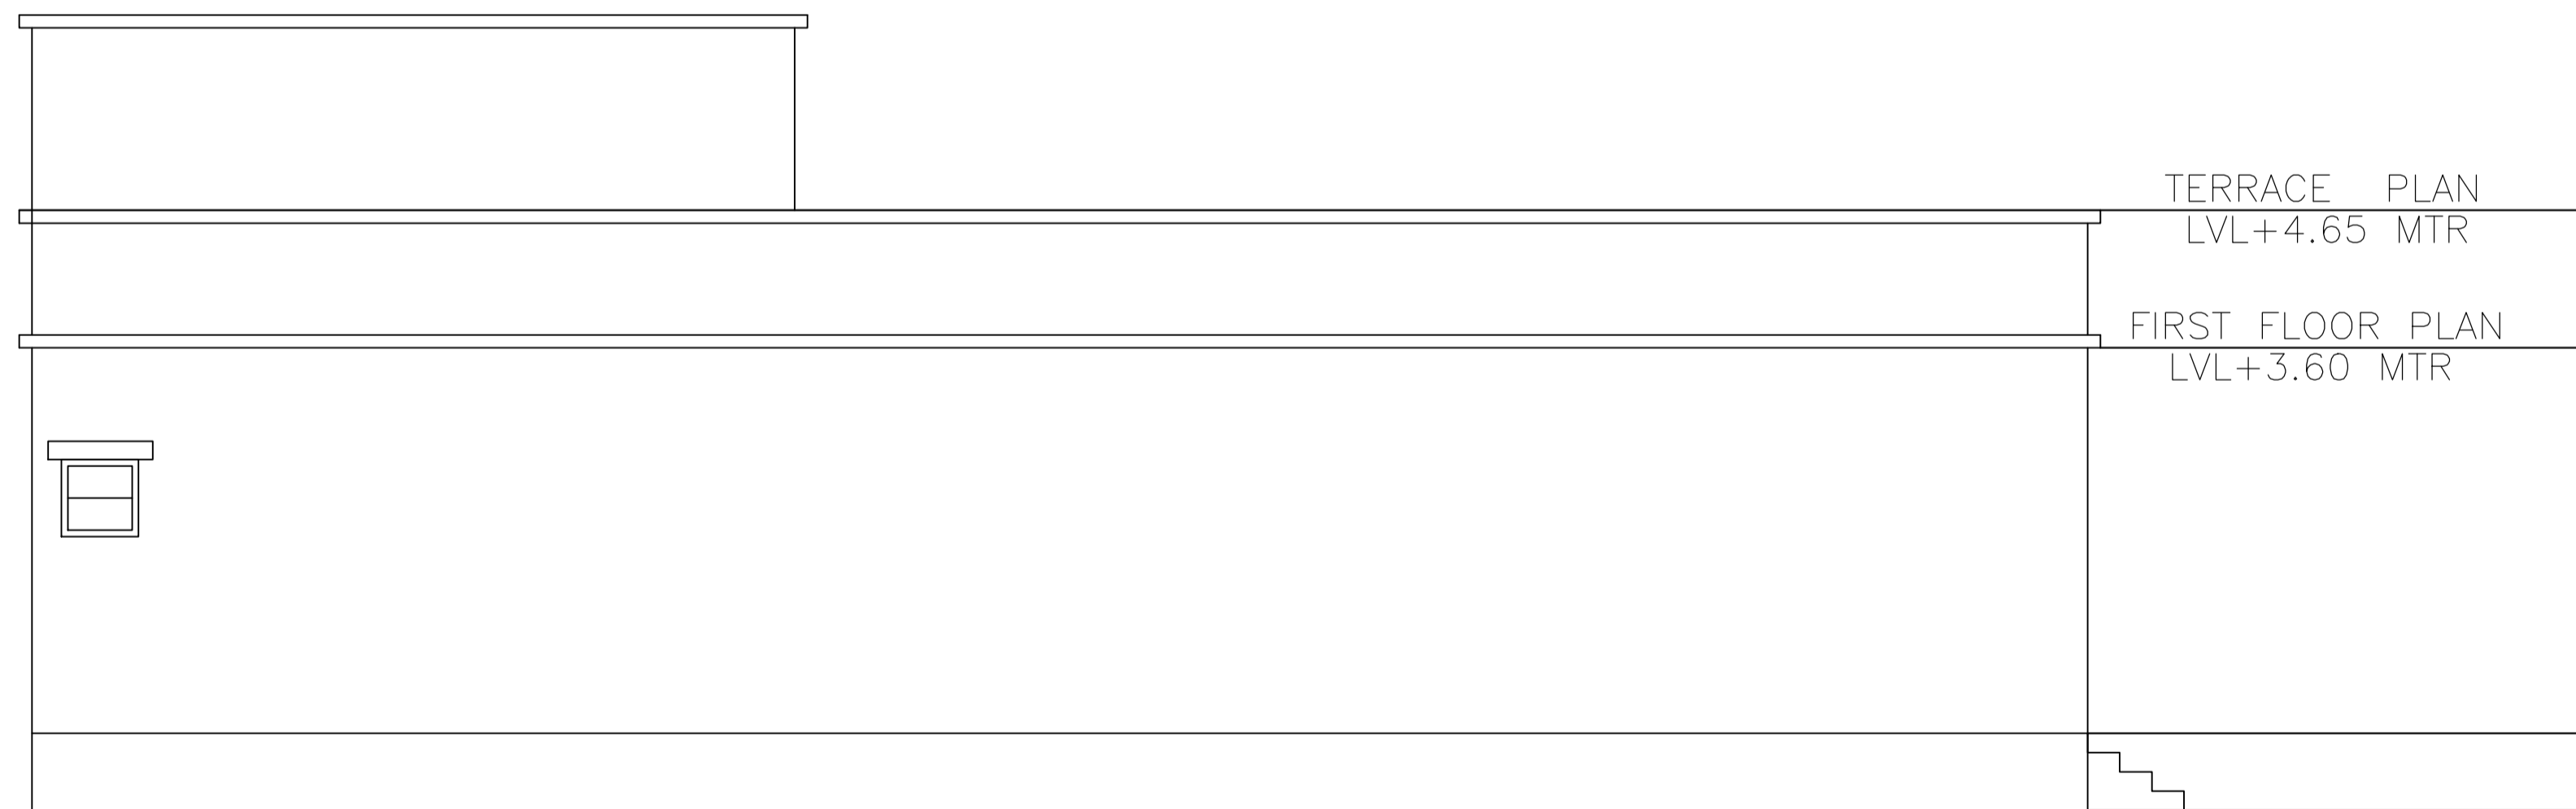 TERRACE PLAN
LVL+4.65 MTR
FIRST FLOOR PLAN
LVL+3.60 MTR